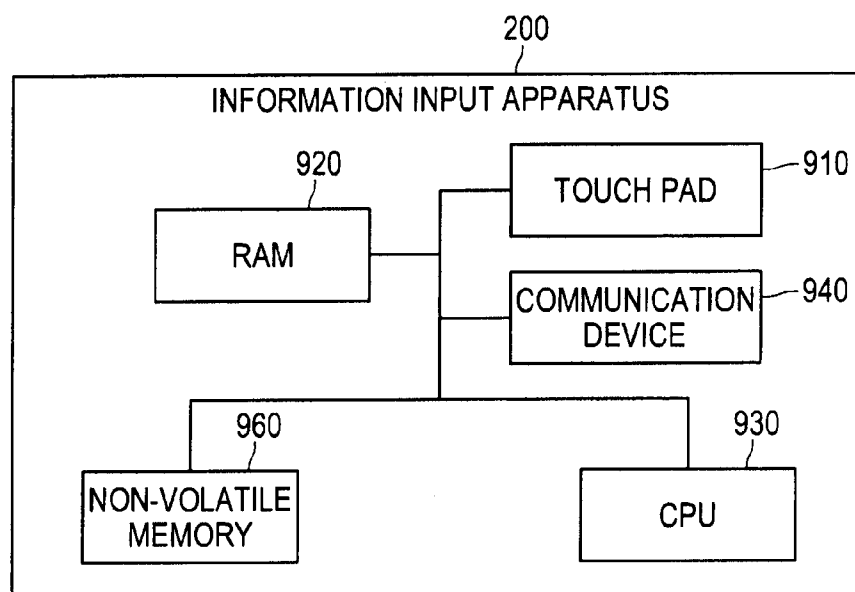 200
INFORMATION INPUT APPARATUS
910
TOUCH PAD
920
RAM
940
COMMUNICATION
DEVICE
960
NON-VOLATILE
MEMORY
930
CPU